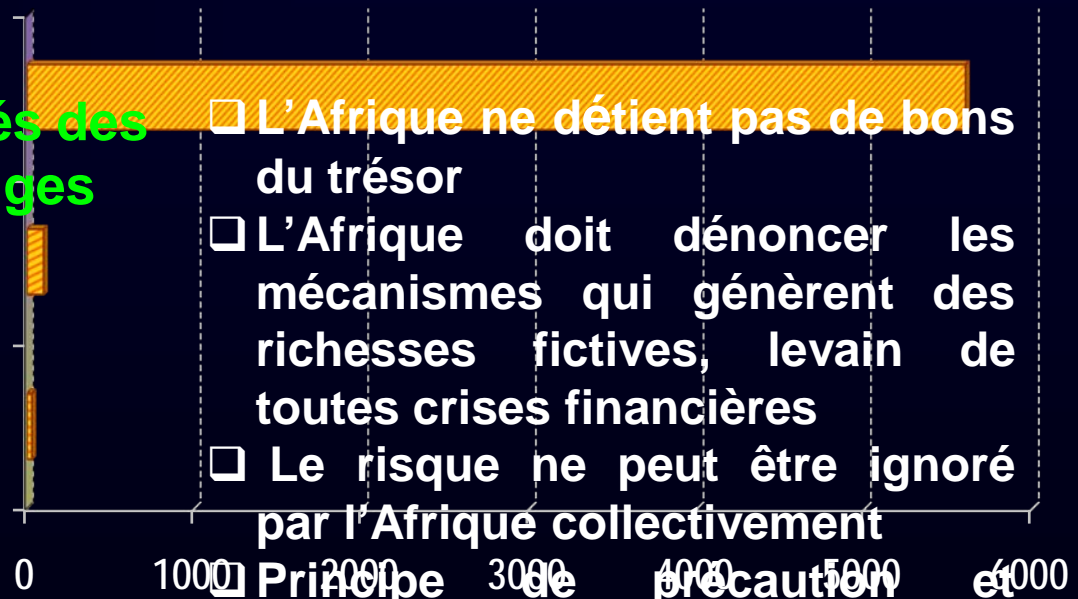 és des
ges
❑ L’Afrique ne détient pas de bons
du trésor
❑ L’Afrique doit dénoncer les
mécanismes qui génèrent des
richesses fictives, levain de
toutes crises financières
❑ Le risque ne peut être ignoré
par l’Afrique collectivement
❑ Principe de précaution et
0 1000 2000 3000 4000 5000 6000